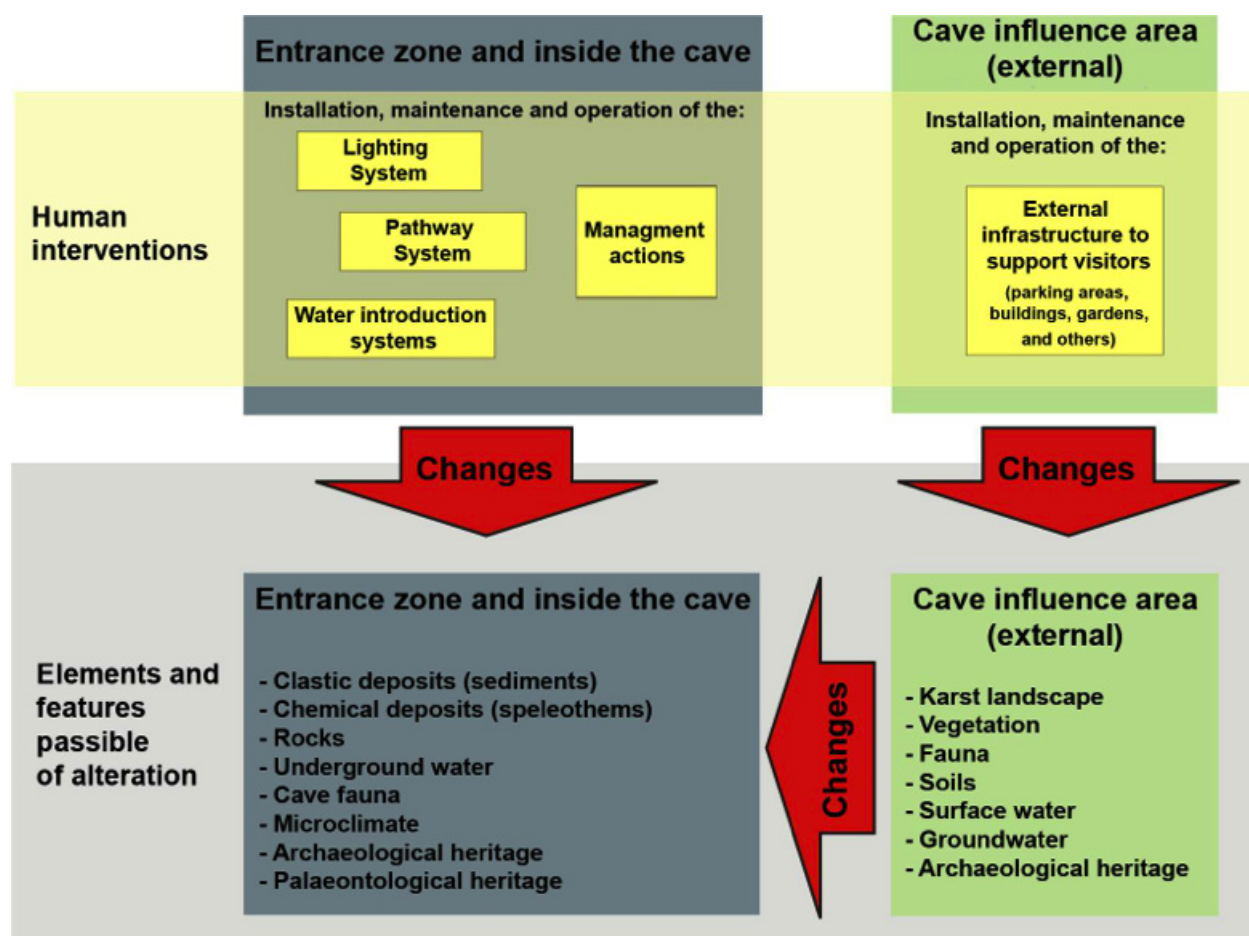 Entrance zone and inside the cave
Cave influence area
(external)
Installation, maintenance and operation of the:
Lighting
System
Pathway
System
Water introduction
systems
Managment
actions
Installation, maintenance
and operation of the:
External
infrastructure to
support visitors
(parking areas,
buildings, gardens,
and others)
Human
interventions
Changes
Changes
Elements and
features
passible
of alteration
Entrance zone and inside the cave
- Clastic deposits (sediments)
- Chemical deposits (speleothems)
- Rocks
- Underground water
- Cave fauna
- Microclimate
- Archaeological heritage
- Palaeontological heritage
Changes
Cave influence area
(external)
- Karst landscape
- Vegetation
- Fauna
- Soils
- Surface water
- Groundwater
- Archaeological heritage